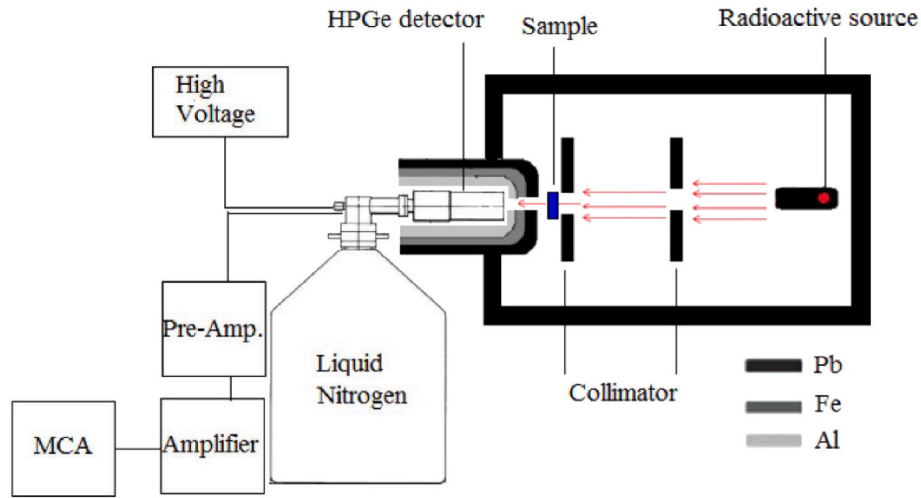 HPGe detector
Sample
Radioactive source
High
Voltage
Pre-Amp.
Liquid
Nitrogen
MCA
Amplifier
Collimator
Pb
Fe
Al